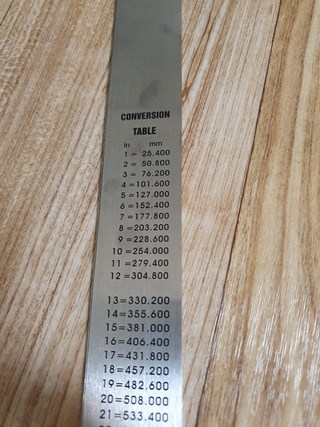 CONVERSION
TABLE
in mm
1 = 25.400
2 = 50.800
3 = 76.200
4 = 101.600
5 = 127.000
6 = 152.400
7 = 177.800
8 = 203.200
9 = 228.600
10 = 254.000
11 = 279.400
12 = 304.800
13 = 330.200
14 = 355.600
15 = 381.000
16 = 406.400
17 = 431.800
18 = 457.200
19 = 482.600
20 = 508.000
21 = 533.400